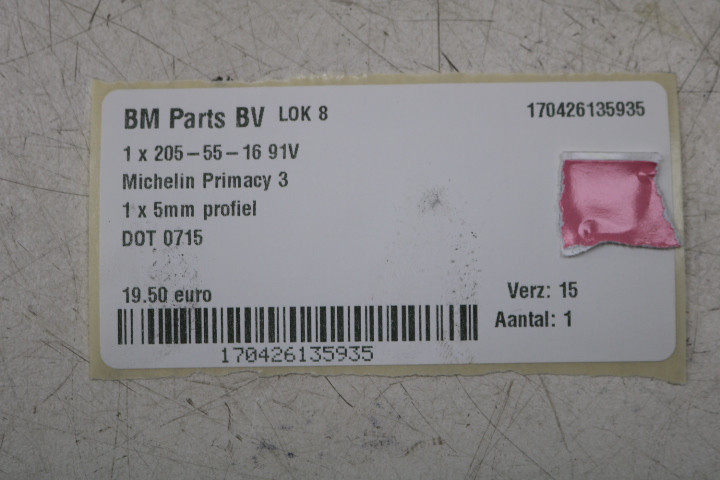 BM Parts BV LOK 8 170426135935
1 x 205-55-16 91V
Michelin Primacy 3
1 x 5mm profiel
DOT 0715
19.50 euro Verz: 15
Aantal: 1
170426135935